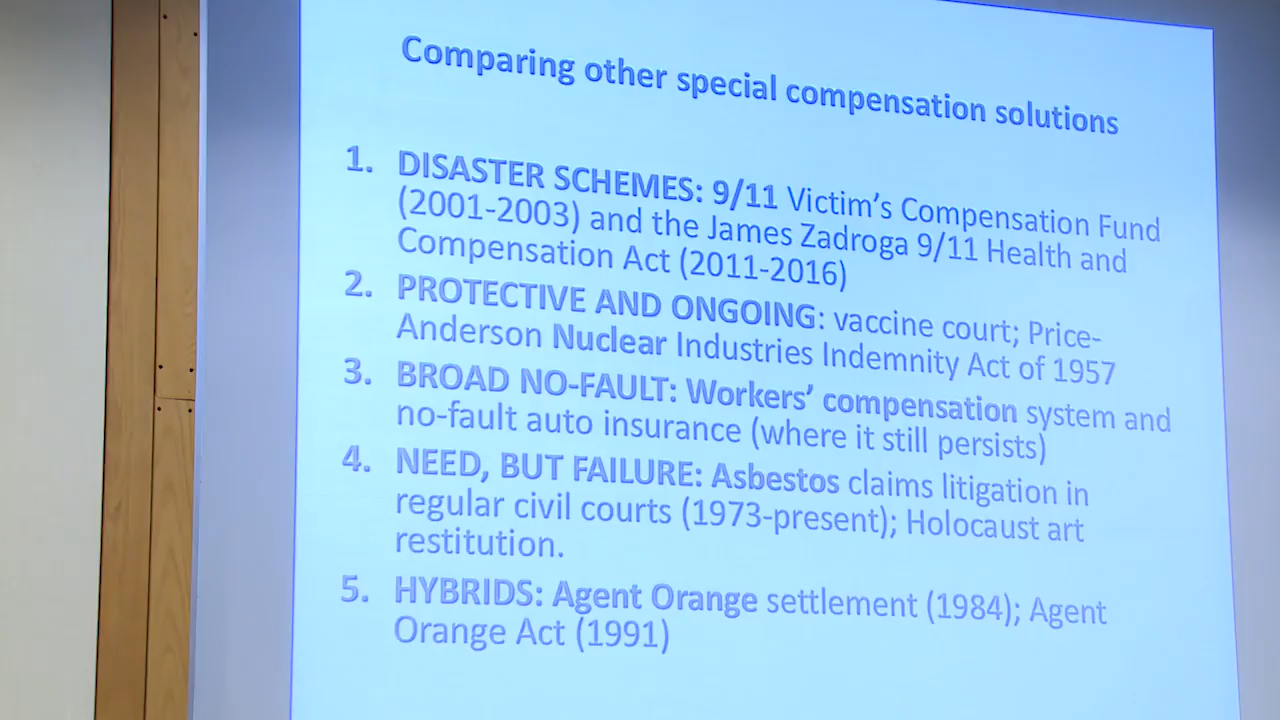 Comparing other special compensation solutions
1. DISASTER SCHEMES: 9/11 Victim's Compensation Fund
(2001-2003) and the James Zadroga 9/11 Health and
Compensation Act (2011-2016)
2. PROTECTIVE AND ONGOING: vaccine court; Price-
Anderson Nuclear Industries Indemnity Act of 1957
3. BROAD NO-FAULT: Workers' compensation system and
no-fault auto insurance (where it still persists)
4. NEED, BUT FAILURE: Asbestos claims litigation in
regular civil courts (1973-present); Holocaust art
restitution.
5. HYBRIDS: Agent Orange settlement (1984); Agent
Orange Act (1991)